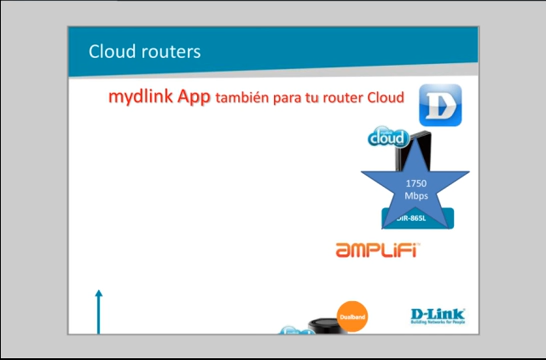 Cloud routers
mydlink App también para tu router Cloud
D
cloud
1750
Mbps
DIR-865L
AMPLiFi™
Dualband
D-Link®
Building Networks for People